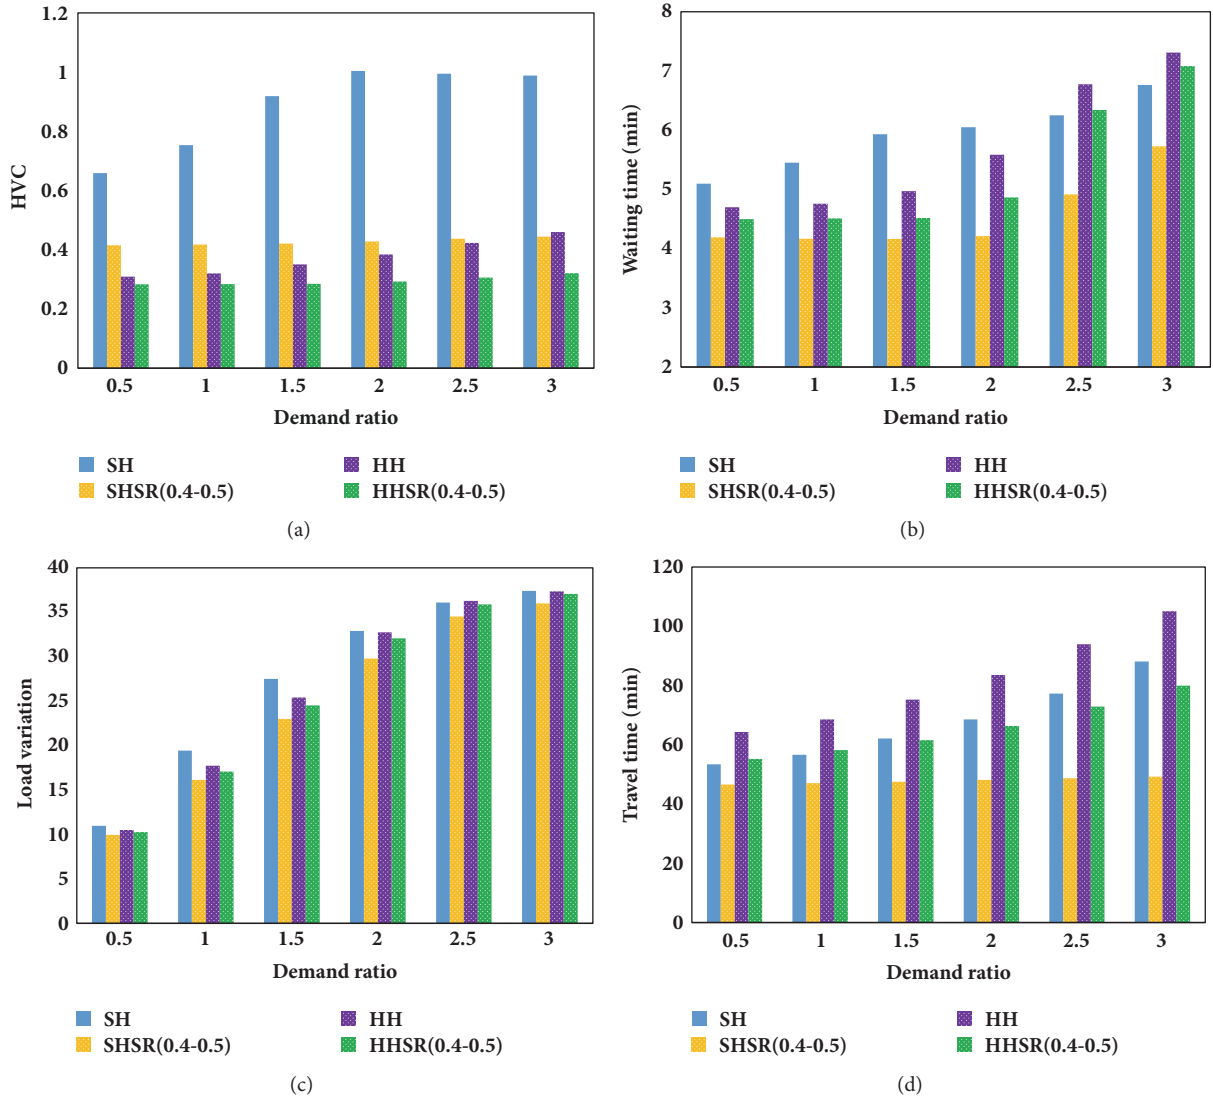 1.2
1
0.8
0.6
0.4
0.2
0
HVC
0.5 1 1.5 2 2.5 3
Demand ratio
SH HH
SHSR(0.4-0.5) HHSR(0.4-0.5)
(a)
8
7
6
5
4
3
2
Waiting time (min)
0.5 1 1.5 2 2.5 3
Demand ratio
SH HH
SHSR(0.4-0.5) HHSR(0.4-0.5)
(b)
40
35
30
25
20
15
10
5
0
Load variation
0.5 1 1.5 2 2.5 3
Demand ratio
SH HH
SHSR(0.4-0.5) HHSR(0.4-0.5)
(c)
120
100
80
60
40
20
0
Travel time (min)
0.5 1 1.5 2 2.5 3
Demand ratio
SH HH
SHSR(0.4-0.5) HHSR(0.4-0.5)
(d)